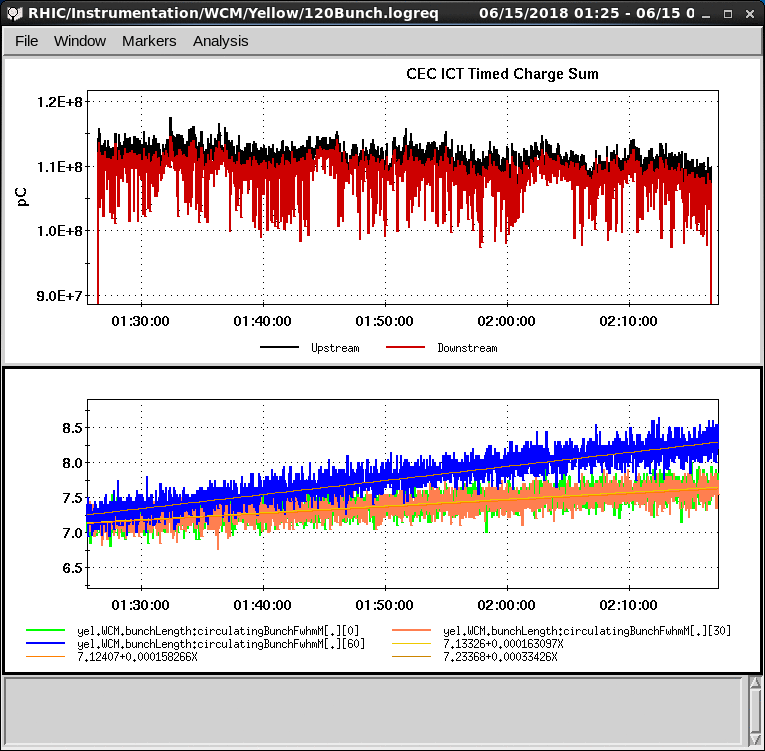 RHIC/Instrumentation/WCM/Yellow/120Bunch.logreq 06/15/2018 01:25 - 06/15 0
File Window Markers Analysis
CEC ICT Timed Charge Sum
1.2E+8
1.1E+8
pC
1.0E+8
9.0E+7
01:30:00 01:40:00 01:50:00 02:00:00 02:10:00
Upstream Downstream
8.5
8.0
7.5
7.0
6.5
01:30:00 01:40:00 01:50:00 02:00:00 02:10:00
yel.WCM.bunchLength:circulatingBunchFwhmM[.][0] yel.WCM.bunchLength:circulatingBunchFwhmM[.][30]
yel.WCM.bunchLength:circulatingBunchFwhmM[.][60] 7.13326+0.000163097X
7.12407+0.000158266X 7.23368+0.00033426X